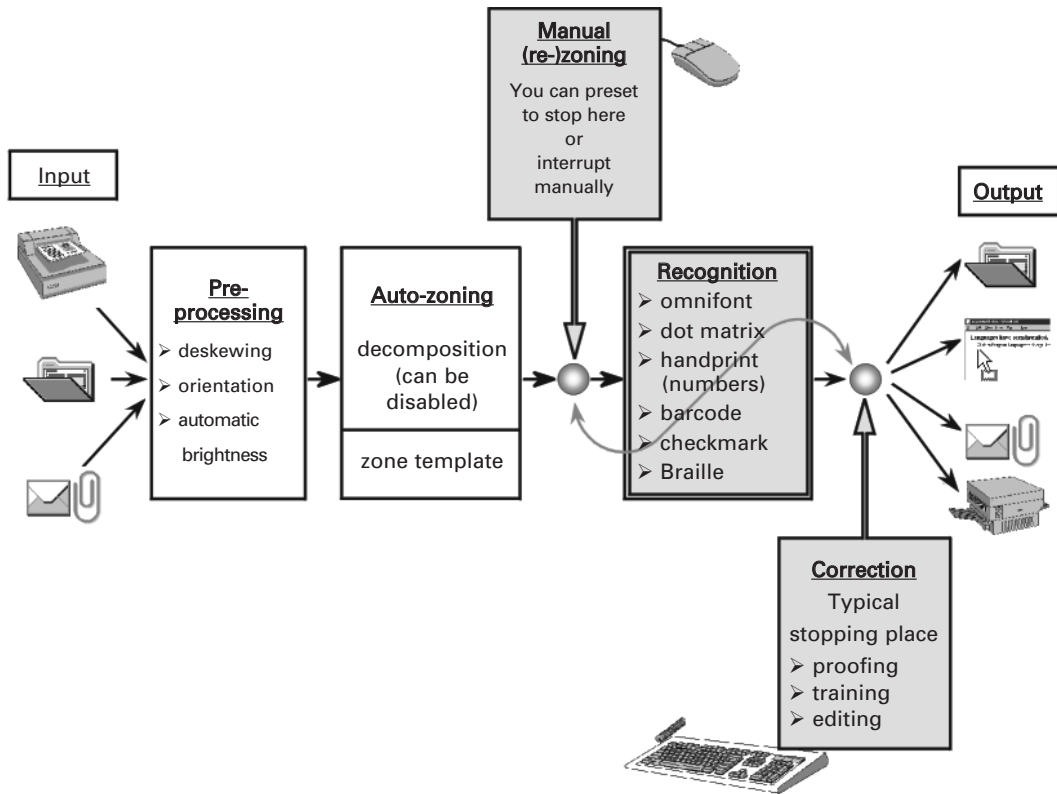 Manual
(re-)zoning
You can preset
to stop here
or
interrupt
manually
Input
Output
Pre-
processing
➢ deskewing
➢ orientation
➢ automatic
brightness
Auto-zoning
decomposition
(can be
disabled)
zone template
Recognition
➢ omnifont
➢ dot matrix
➢ handprint
(numbers)
➢ barcode
➢ checkmark
➢ Braille
Correction
Typical
stopping place
➢ proofing
➢ training
➢ editing